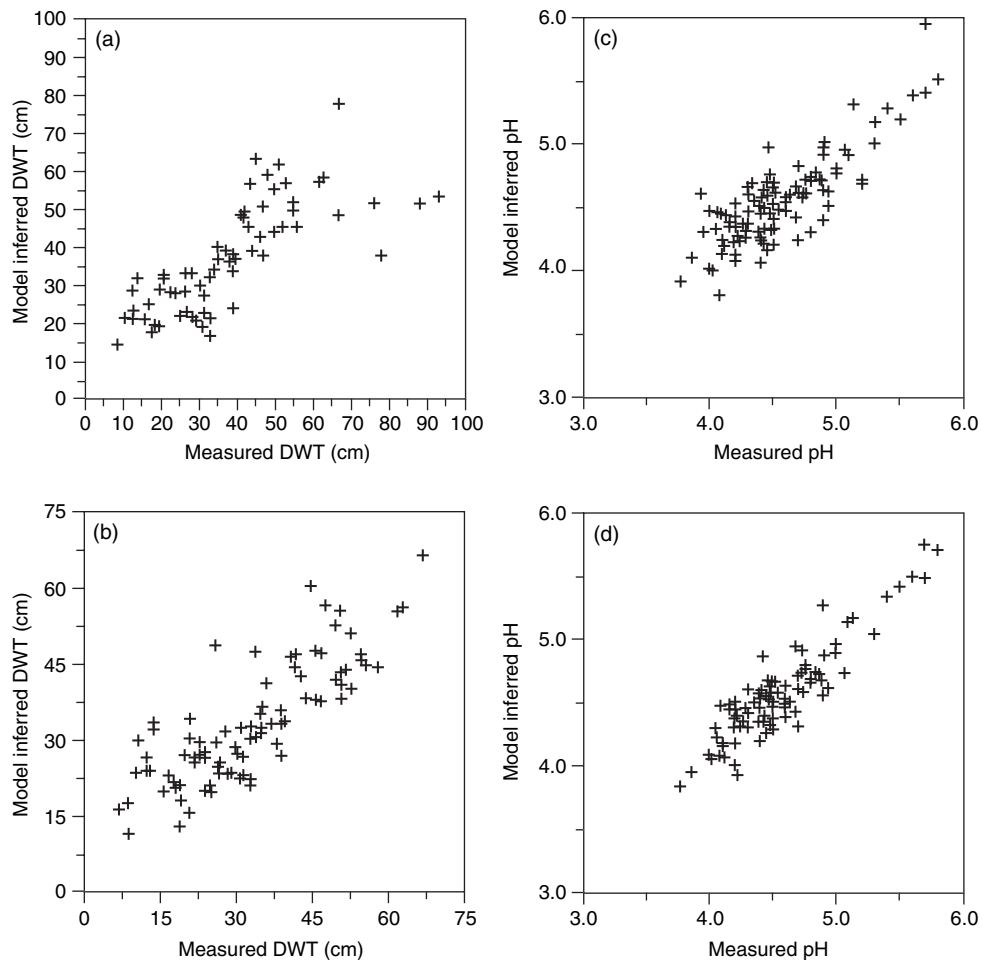 (a)
Model inferred DWT (cm)
100
90
80
70
60
50
40
30
20
10
0
0 10 20 30 40 50 60 70 80 90 100
Measured DWT (cm)
(c)
Model inferred pH
6.0
5.0
4.0
3.0
3.0 4.0 5.0 6.0
Measured pH
(b)
Model inferred DWT (cm)
75
60
45
30
15
0
0 15 30 45 60 75
Measured DWT (cm)
(d)
Model inferred pH
6.0
5.0
4.0
3.0
3.0 4.0 5.0 6.0
Measured pH